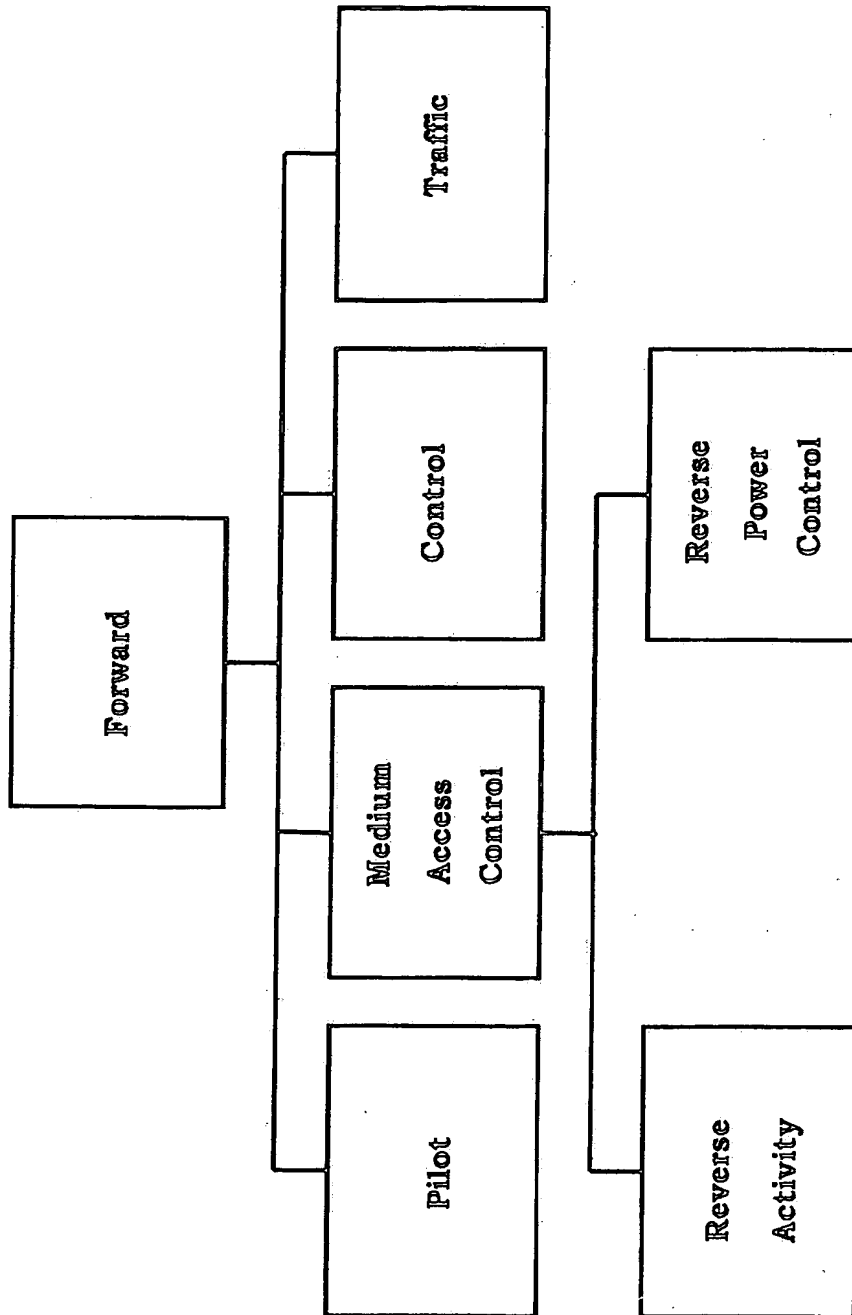 Forward
Pilot
Medium
Access
Control
Control
Traffic
Reverse
Activity
Reverse
Power
Control